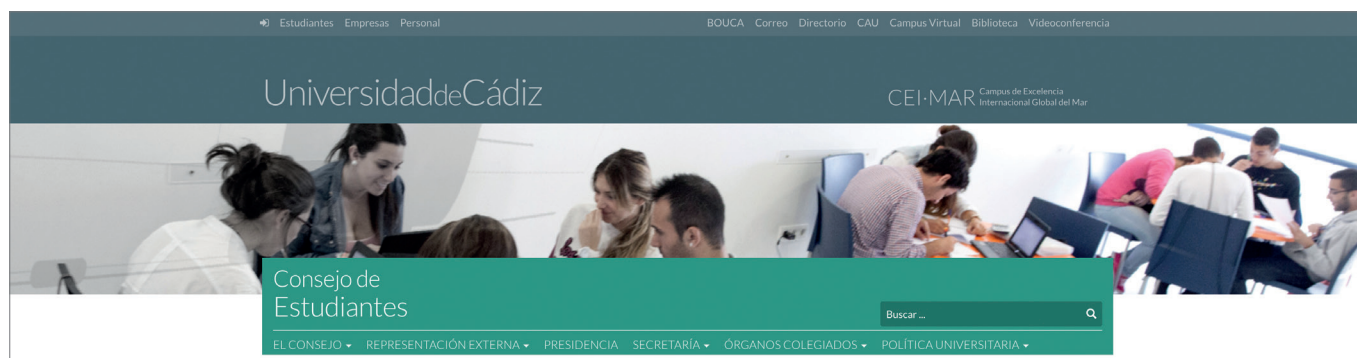 Estudiantes Empresas Personal
BOUCA Correo Directorio CAU Campus Virtual Biblioteca Videoconferencia
UniversidaddeCádiz
CEI·MAR Campus de Excelencia
Internacional Global del Mar
Consejo de
Estudiantes
Buscar ...
EL CONSEJO REPRESENTACIÓN EXTERNA PRESIDENCIA SECRETARÍA ÓRGANOS COLEGIADOS POLÍTICA UNIVERSITARIA